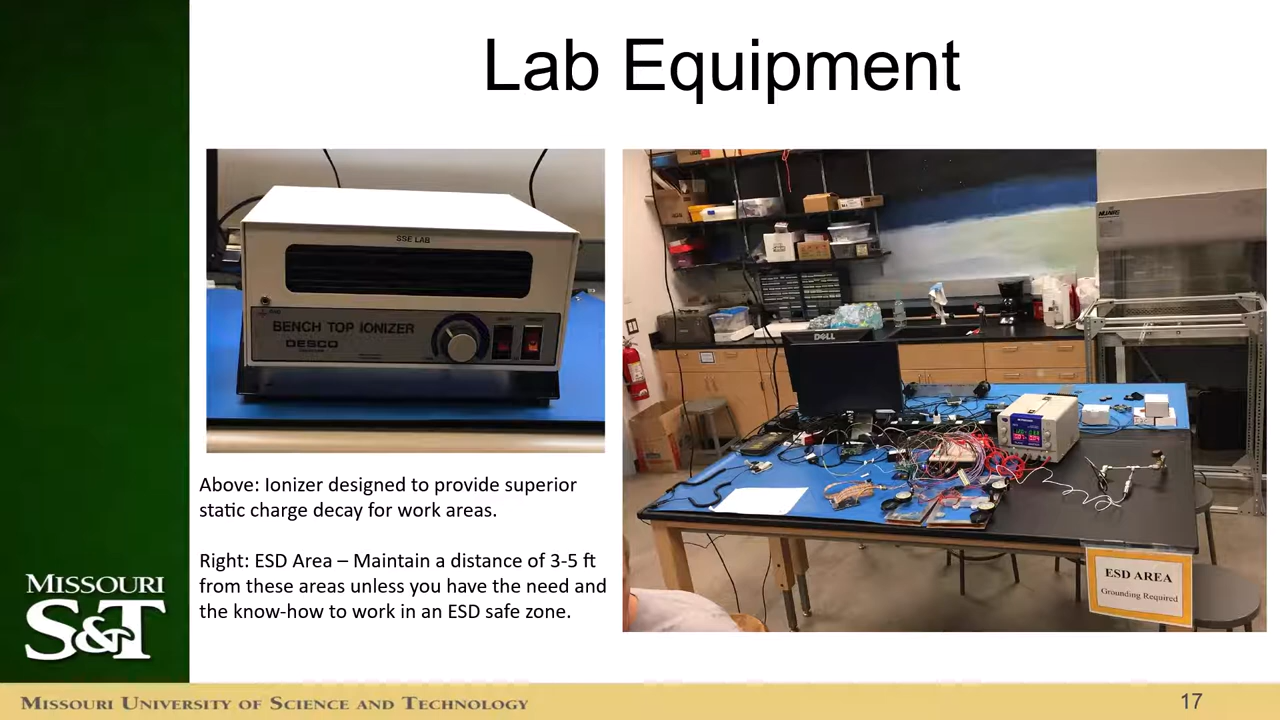 Lab Equipment
SSE LAB
BENCH TOP IONIZER
DESCO
NUAIRE
DELL
ESD AREA
Grounding Required
Above: Ionizer designed to provide superior
static charge decay for work areas.
Right: ESD Area – Maintain a distance of 3-5 ft
from these areas unless you have the need and
the know-how to work in an ESD safe zone.
MISSOURI
S&T
MISSOURI UNIVERSITY OF SCIENCE AND TECHNOLOGY
17